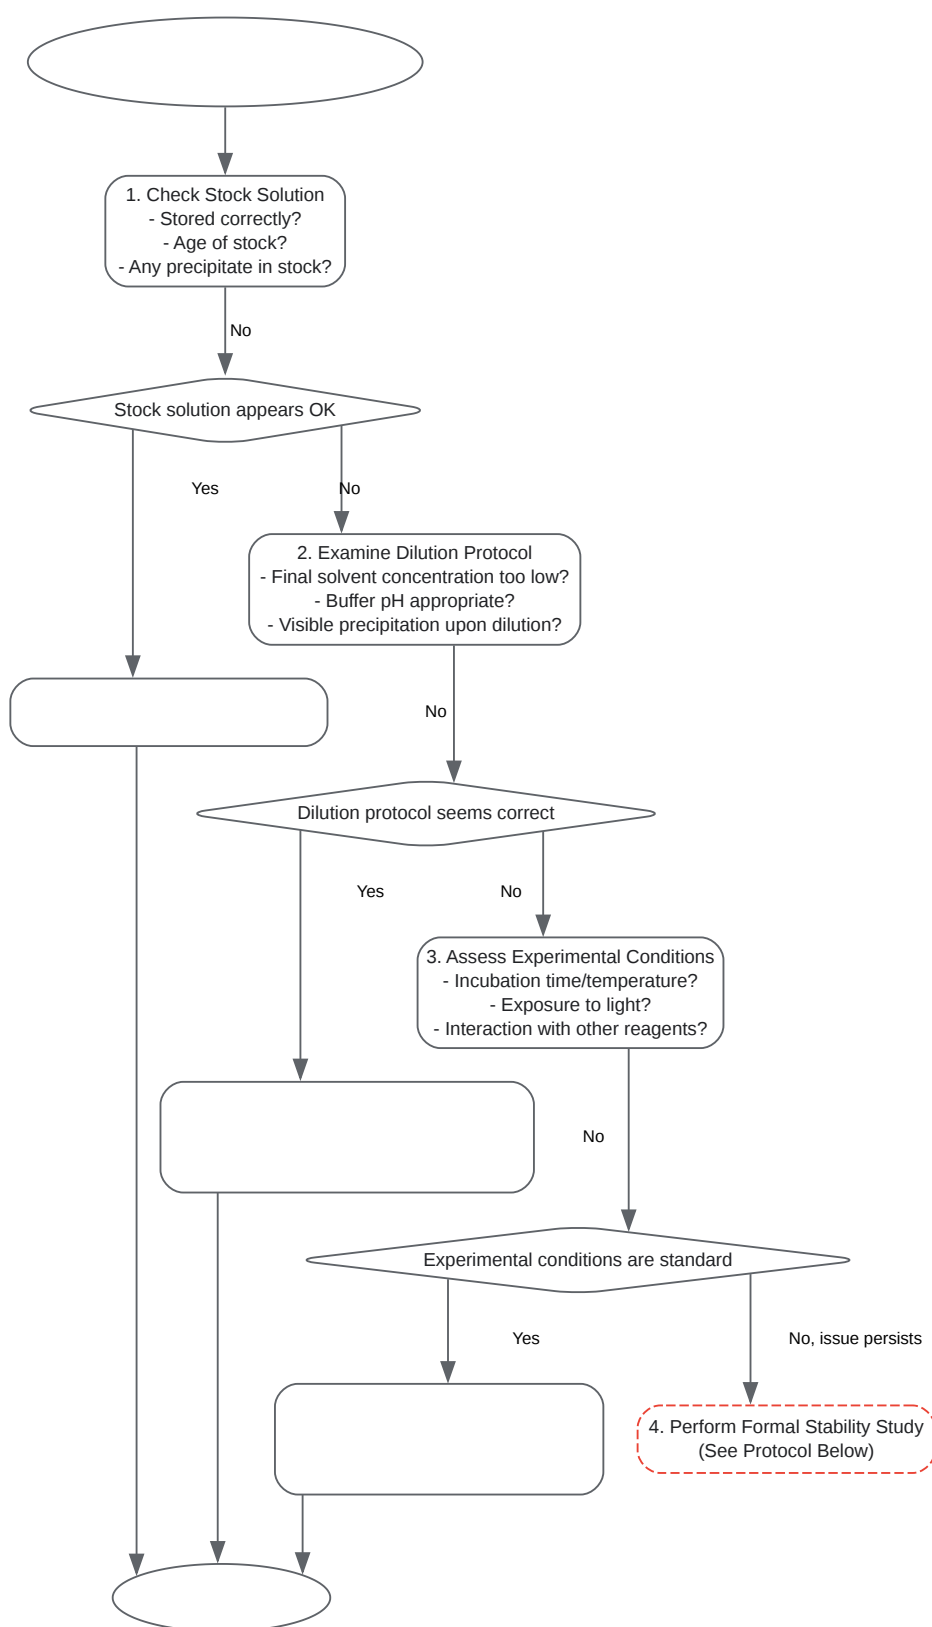 1. Check Stock Solution
- Stored correctly?
- Age of stock?
- Any precipitate in stock?
No
Stock solution appears OK
Yes
No
2. Examine Dilution Protocol
- Final solvent concentration too low?
- Buffer pH appropriate?
- Visible precipitation upon dilution?
No
Dilution protocol seems correct
Yes
No
3. Assess Experimental Conditions
- Incubation time/temperature?
- Exposure to light?
- Interaction with other reagents?
No
Experimental conditions are standard
Yes
No, issue persists
4. Perform Formal Stability Study
(See Protocol Below)